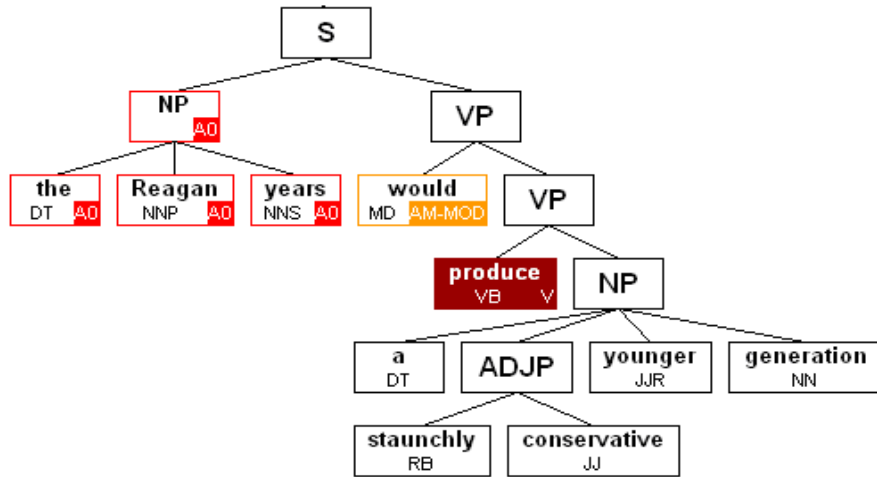 S
NP
A0
VP
the Reagan years would
DT A0 NNP A0 NNS A0 MD AM-MOD
VP
produce
VB V
NP
a ADJP younger generation
DT JJR NN
staunchly conservative
RB JJ